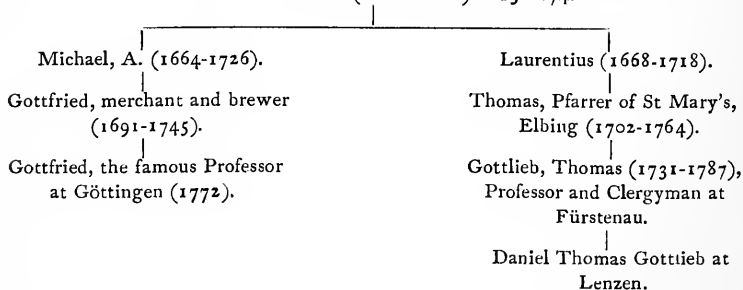 Michael, A. (1664-1726).
Gottfried, merchant and brewer
(1691-1745).
Gottfried, the famous Professor
at Göttingen (1772).
Laurentius (1668-1718).
Thomas, Pfarrer of St Mary's,
Elbing (1702-1764).
Gottlieb, Thomas (1731-1787),
Professor and Clergyman at
Fürstenau.
Daniel Thomas Gottlieb at
Lenzen.